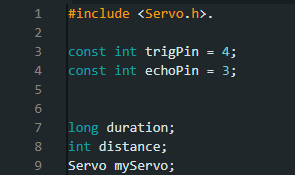 1 #include <Servo.h>.
2
3 const int trigPin = 4;
4 const int echoPin = 3;
5
6
7 long duration;
8 int distance;
9 Servo myServo;